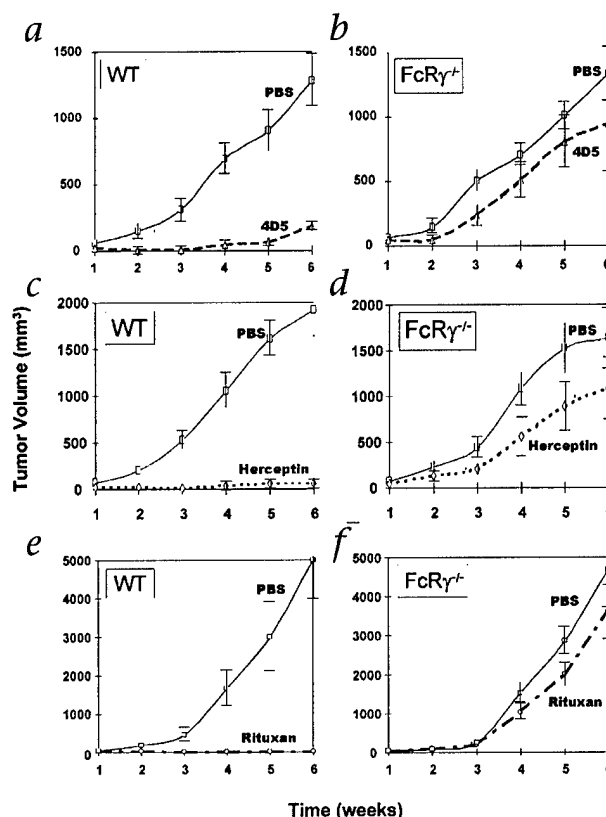 a
WT
1500
1000
500
0
PBS
4D5
1 2 3 4 5 6
b
FcRγ-/-
1500
1000
500
0
PBS
4D5
1 2 3 4 5 6
c
WT
2000
1500
1000
500
0
PBS
Herceptin
1 2 3 4 5 6
d
FcRγ-/-
2000
1500
1000
500
0
PBS
Herceptin
1 2 3 4 5 6
e
WT
5000
4000
3000
2000
1000
0
PBS
Rituxan
1 2 3 4 5 6
f
FcRγ-/-
5000
4000
3000
2000
1000
0
PBS
Rituxan
1 2 3 4 5 6
Tumor Volume (mm³)
Time (weeks)